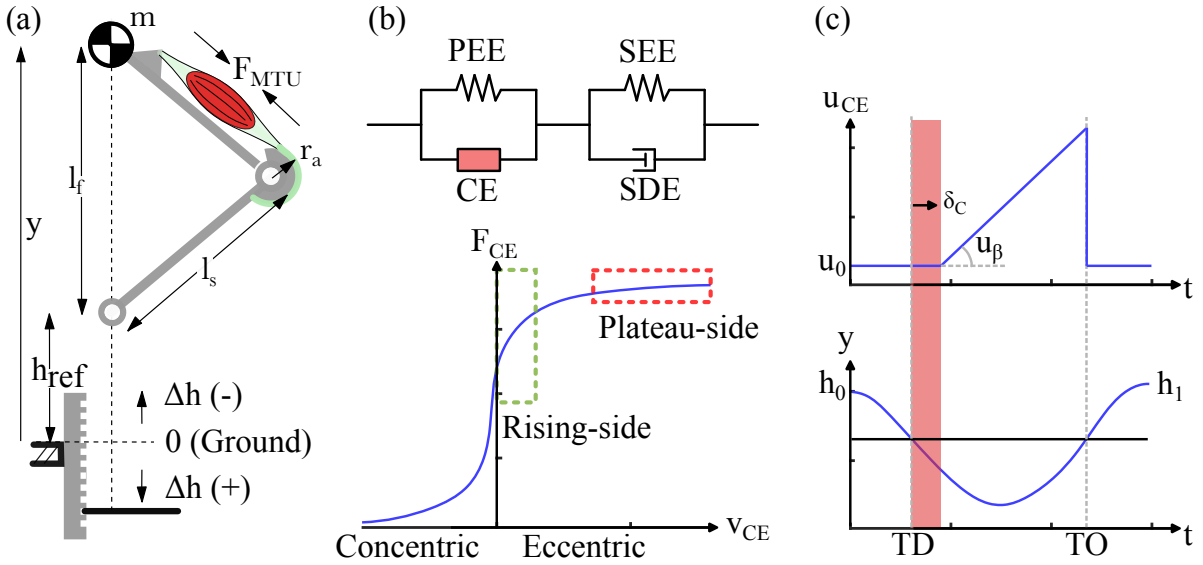 (a)
m
F_MTU
r_a
l_f
y
l_s
h_ref
Δh (-)
0 (Ground)
Δh (+)
(b)
PEE
SEE
CE
SDE
F_CE
Plateau-side
Rising-side
v_CE
Concentric
Eccentric
(c)
u_CE
δ_C
u_β
u_0
t
y
h_0
h_1
t
TD
TO